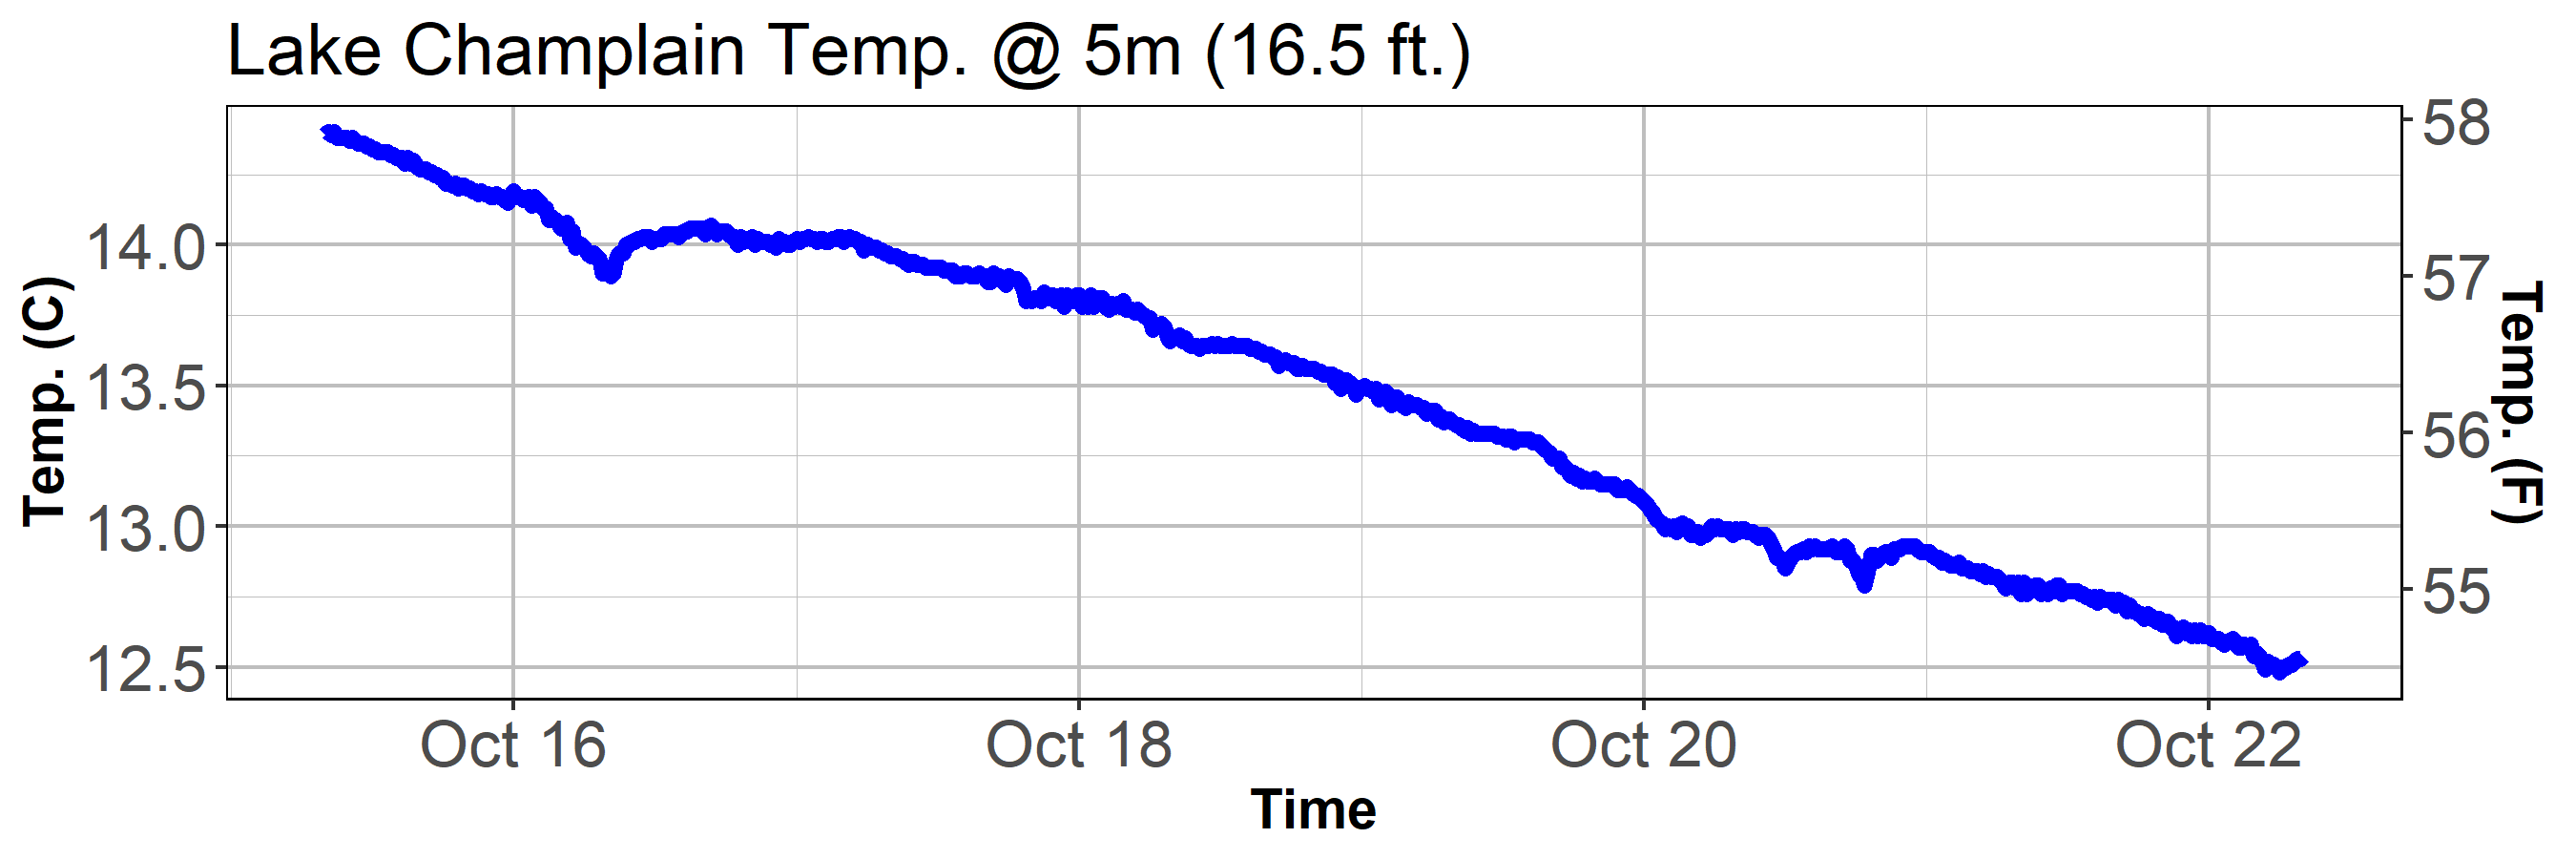 Lake Champlain Temp. @ 5m (16.5 ft.)
Temp. (C)
14.0
13.5
13.0
12.5
58
57
56
55
Temp. (F)
Oct 16 Oct 18 Oct 20 Oct 22
Time